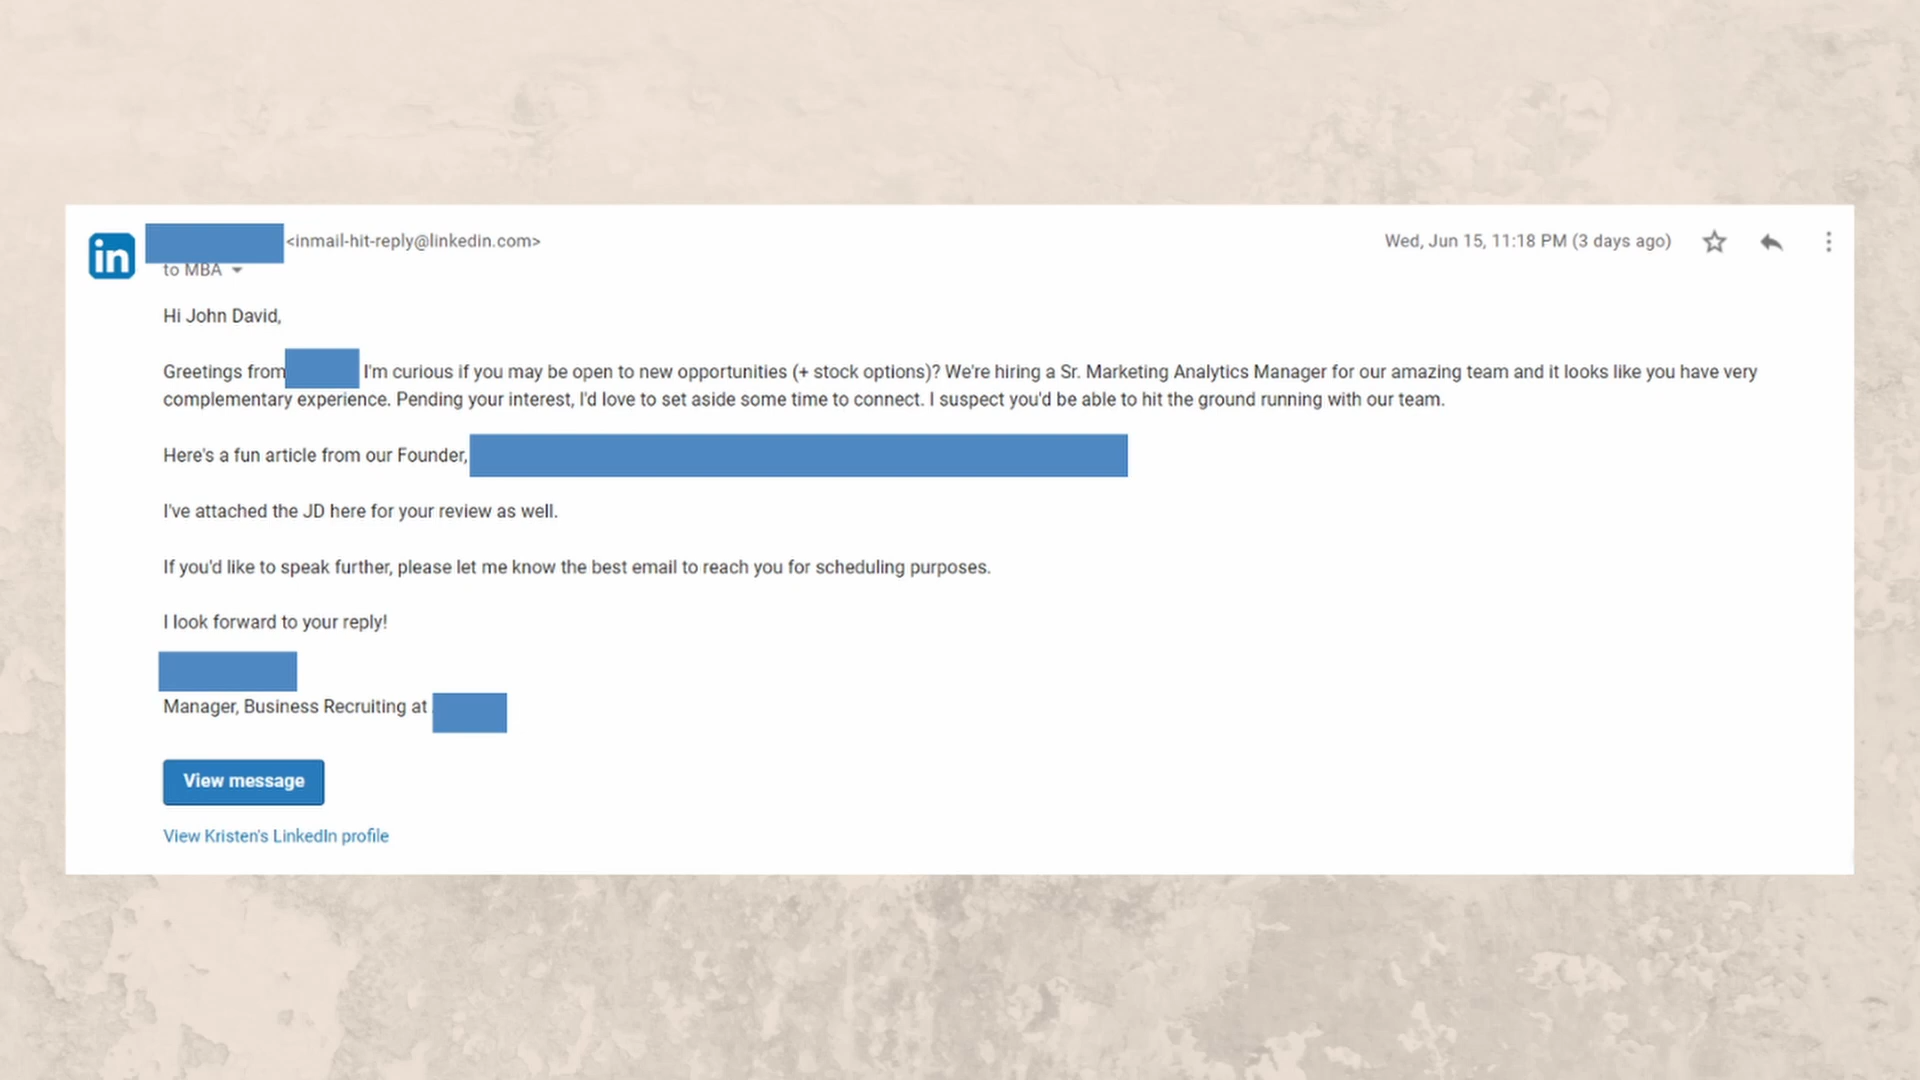 in
<inmail-hit-reply@linkedin.com>
Wed, Jun 15, 11:18 PM (3 days ago)
to MBA
Hi John David,
Greetings from I'm curious if you may be open to new opportunities (+ stock options)? We're hiring a Sr. Marketing Analytics Manager for our amazing team and it looks like you have very
complementary experience. Pending your interest, I'd love to set aside some time to connect. I suspect you'd be able to hit the ground running with our team.
Here's a fun article from our Founder,
I've attached the JD here for your review as well.
If you'd like to speak further, please let me know the best email to reach you for scheduling purposes.
I look forward to your reply!
Manager, Business Recruiting at
View message
View Kristen's LinkedIn profile